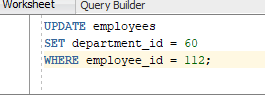 Worksheet Query Builder
UPDATE employees
SET department_id = 60
WHERE employee_id = 112;